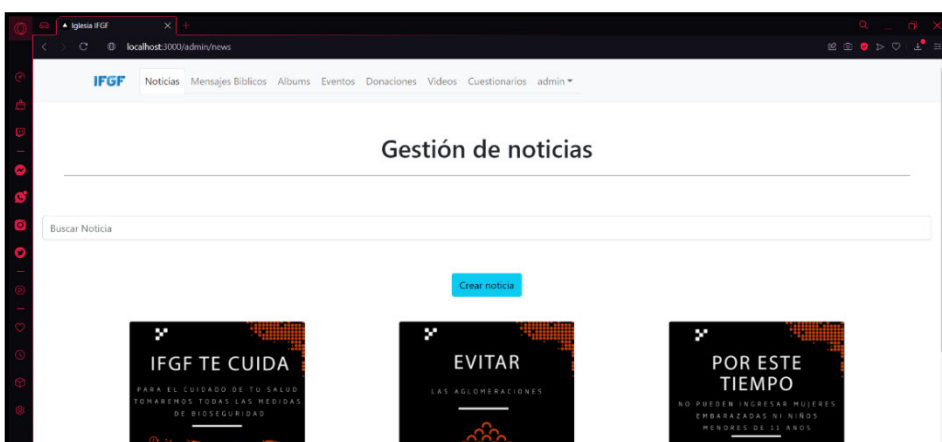 Iglesia IFGF
localhost:3000/admin/news
IFGF Noticias Mensajes Biblicos Albums Eventos Donaciones Videos Cuestionarios admin
Gestión de noticias
Buscar Noticia
Crear noticia
IFGF TE CUIDA
PARA EL CUIDADO DE TU SALUD
TOMAREMOS TODAS LAS MEDIDAS
DE BIOSEGURIDAD
EVITAR
LAS AGLOMERACIONES
POR ESTE
TIEMPO
NO PUEDEN INGRESAR MUJERES
EMBARAZADAS NI NIÑOS
MENORES DE 11 ANOS